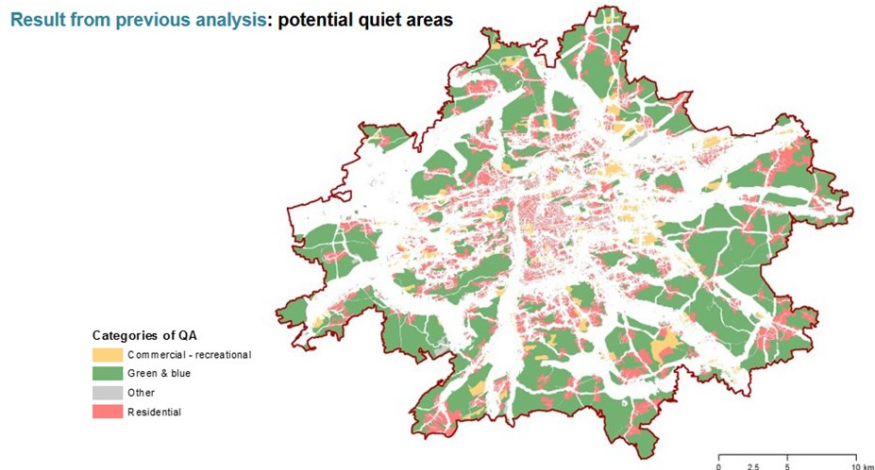 Result from previous analysis: potential quiet areas
Categories of QA
Commercial - recreational
Green & blue
Other
Residential
0 2.5 5 10 km